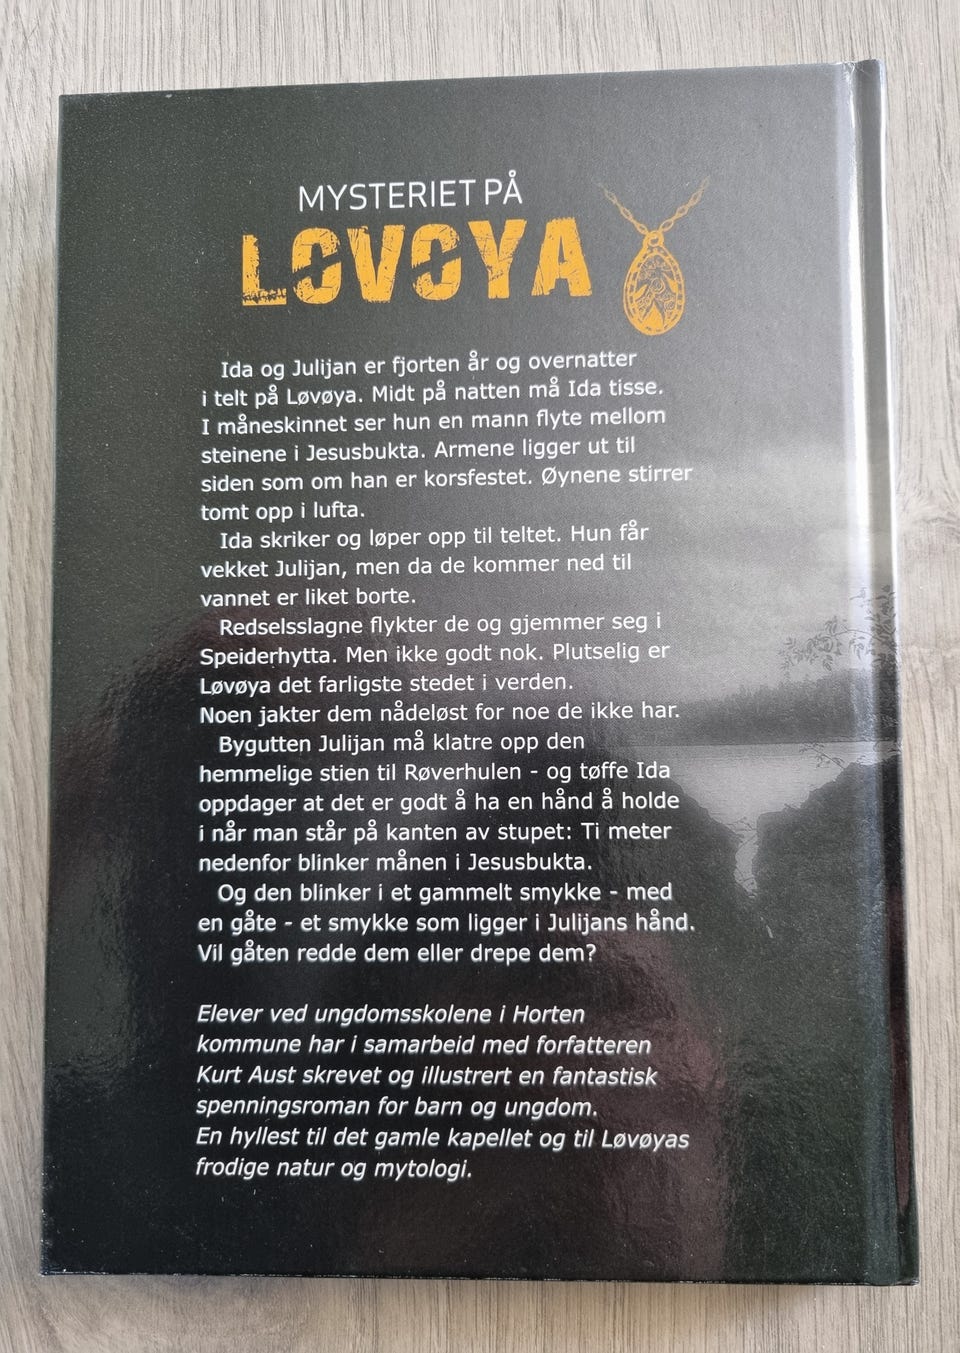 MYSTERIET PÅ
LØVØYA
Ida og Julijan er fjorten år og overnatter
i telt på Løvøya. Midt på natten må Ida tisse.
I måneskinnet ser hun en mann flyte mellom
steinene i Jesusbukta. Armene ligger ut til
siden som om han er korsfestet. Øynene stirrer
tomt opp i lufta.
Ida skriker og løper opp til teltet. Hun får
vekket Julijan, men da de kommer ned til
vannet er liket borte.
Redselsslagne flykter de og gjemmer seg i
Speiderhytta. Men ikke godt nok. Plutselig er
Løvøya det farligste stedet i verden.
Noen jakter dem nådeløst for noe de ikke har.
Bygutten Julijan må klatre opp den
hemmelige stien til Røverhulen - og tøffe Ida
oppdager at det er godt å ha en hånd å holde
i når man står på kanten av stupet: Ti meter
nedenfor blinker månen i Jesusbukta.
Og den blinker i et gammelt smykke - med
en gåte - et smykke som ligger i Julijans hånd.
Vil gåten redde dem eller drepe dem?
Elever ved ungdomsskolene i Horten
kommune har i samarbeid med forfatteren
Kurt Aust skrevet og illustrert en fantastisk
spenningsroman for barn og ungdom.
En hyllest til det gamle kapellet og til Løvøyas
frodige natur og mytologi.